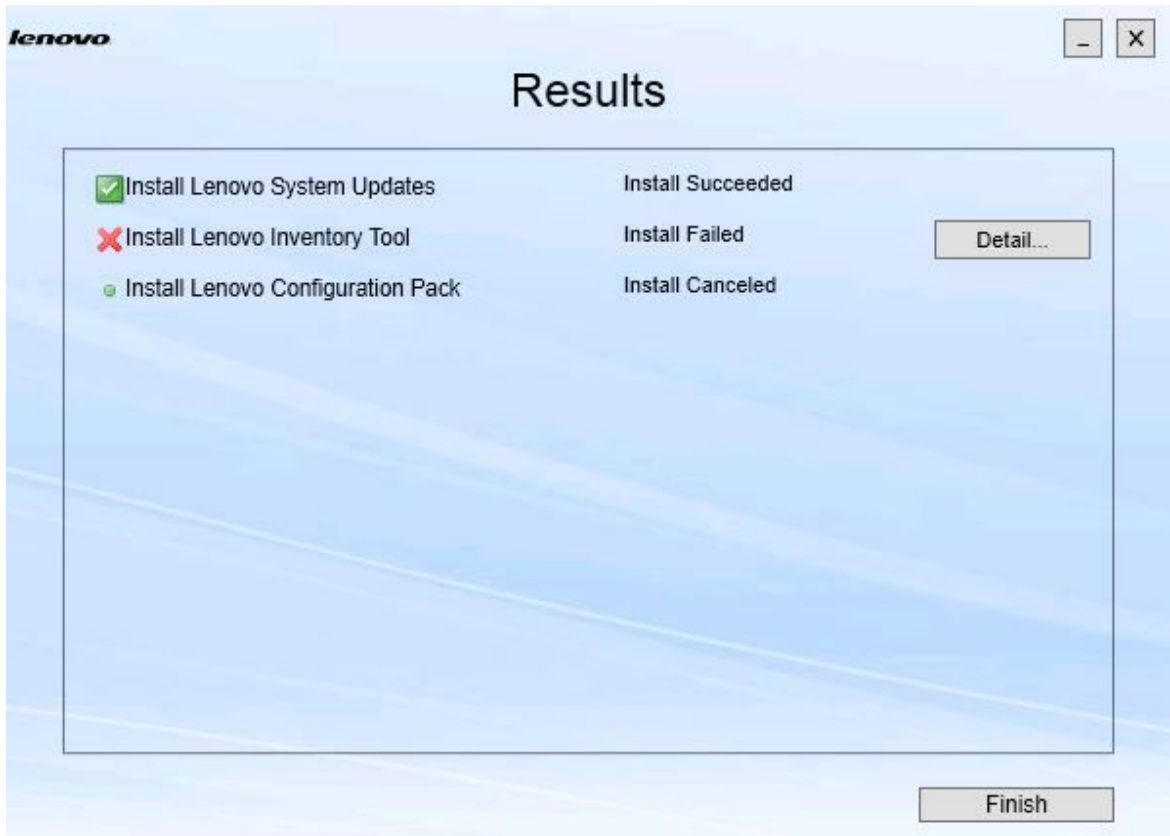 lenovo
Results
Install Lenovo System Updates Install Succeeded
Install Lenovo Inventory Tool Install Failed Detail...
Install Lenovo Configuration Pack Install Canceled
Finish